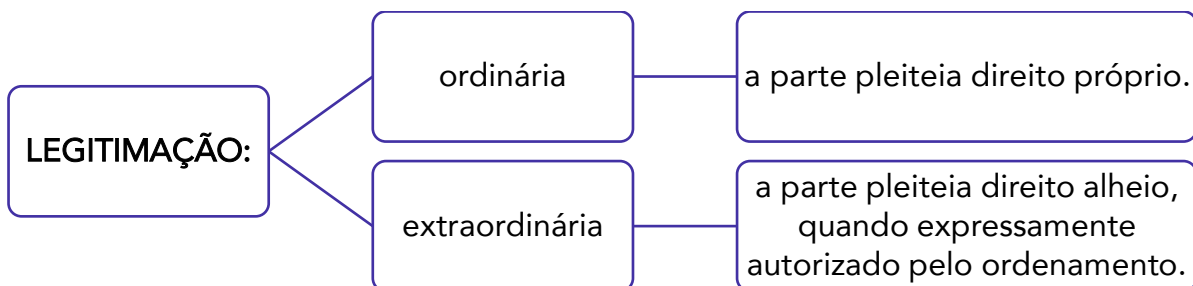 LEGITIMAÇÃO:
ordinária
a parte pleiteia direito próprio.
extraordinária
a parte pleiteia direito alheio,
quando expressamente
autorizado pelo ordenamento.